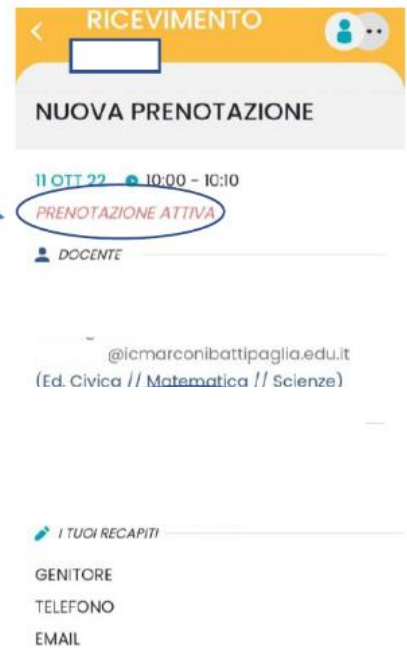 RICEVIMENTO
NUOVA PRENOTAZIONE
11 OTT 22 10:00 - 10:10
PRENOTAZIONE ATTIVA
DOCENTE
@icmarconibattipaglia.edu.it
(Ed. Civica // Matematica // Scienze)
I TUOI RECAPITI
GENITORE
TELEFONO
EMAIL